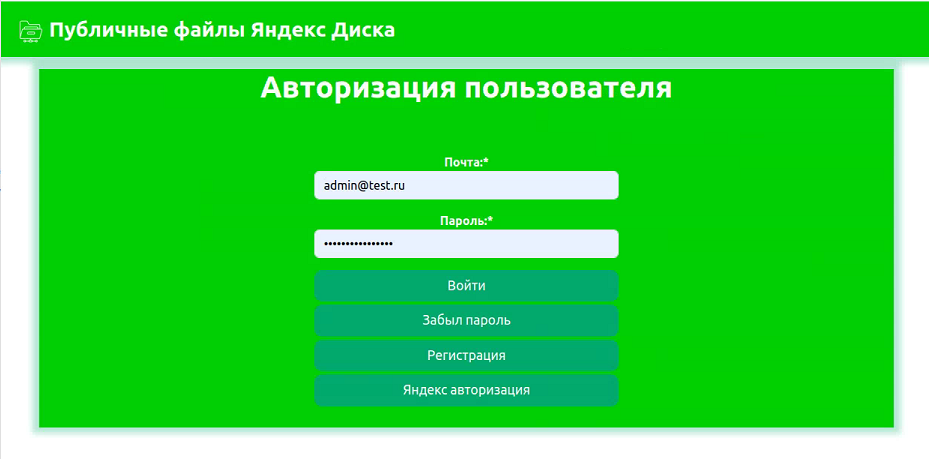 Публичные файлы Яндекс Диска
Авторизация пользователя
Почта:*
admin@test.ru
Пароль:*
••••••••••••••••
Войти
Забыл пароль
Регистрация
Яндекс авторизация